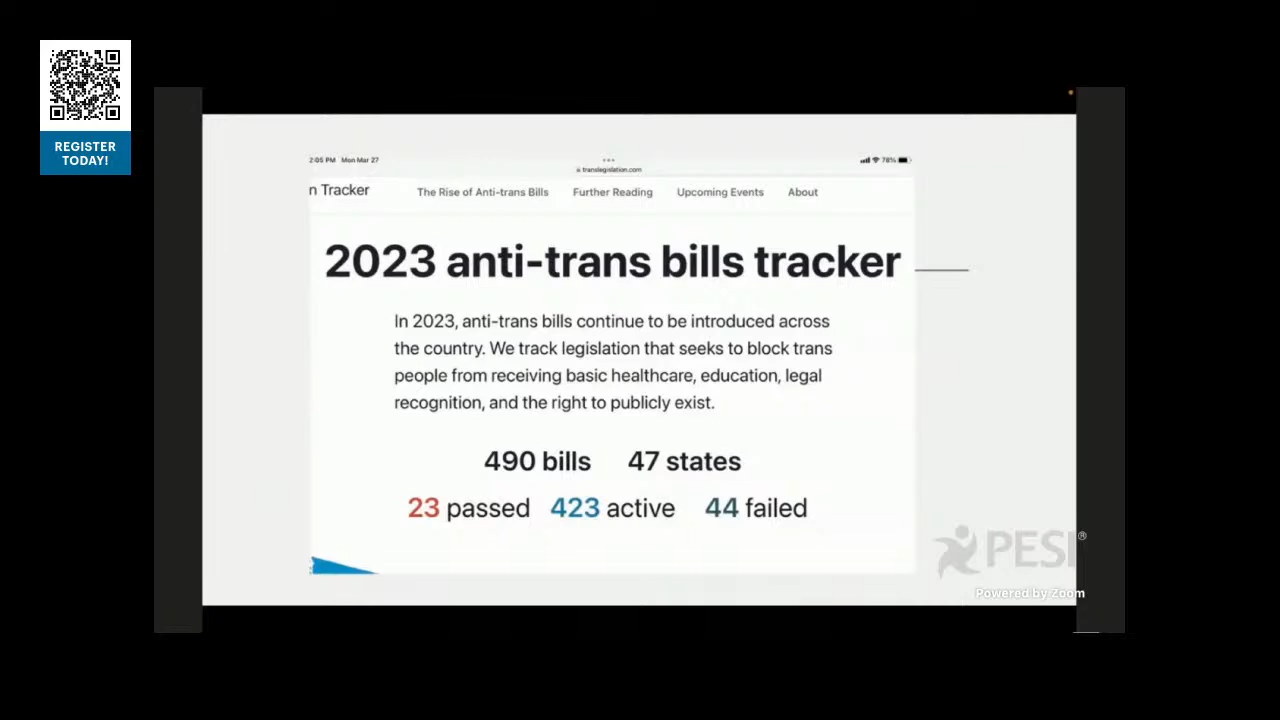 REGISTER
TODAY!
2:05 PM Mon Mar 27
78%
translegislation.com
n Tracker
The Rise of Anti-trans Bills
Further Reading
Upcoming Events
About
2023 anti-trans bills tracker
In 2023, anti-trans bills continue to be introduced across
the country. We track legislation that seeks to block trans
people from receiving basic healthcare, education, legal
recognition, and the right to publicly exist.
490 bills 47 states
23 passed 423 active 44 failed
PESI®
Powered by Zoom